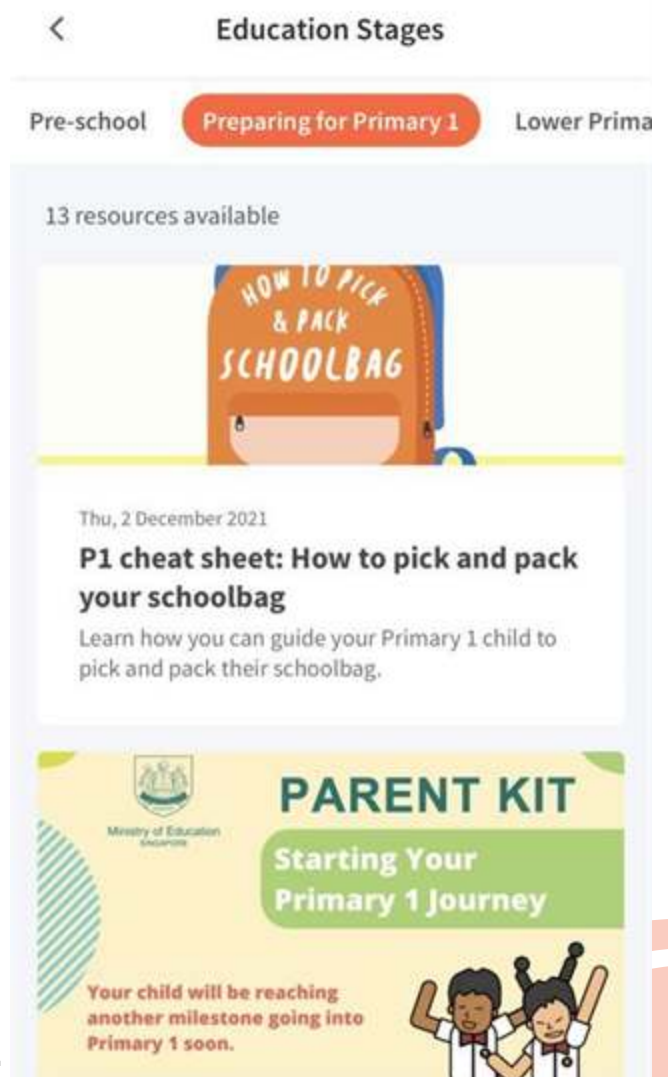 Education Stages
Pre-school Preparing for Primary 1 Lower Prima
13 resources available
HOW TO PICK
& PACK
SCHOOLBAG
Thu, 2 December 2021
P1 cheat sheet: How to pick and pack
your schoolbag
Learn how you can guide your Primary 1 child to
pick and pack their schoolbag.
Ministry of Education
SINGAPORE
PARENT KIT
Starting Your
Primary 1 Journey
Your child will be reaching
another milestone going into
Primary 1 soon.